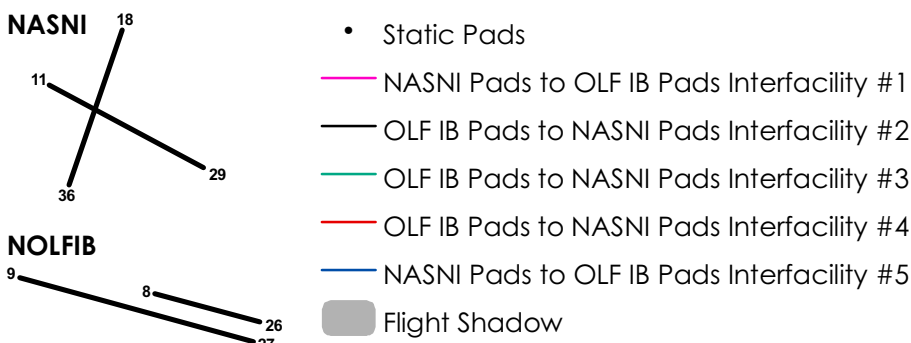 NASNI
18
11
29
36
NOLFIB
9
8
26
27
Static Pads
NASNI Pads to OLF IB Pads Interfacility #1
OLF IB Pads to NASNI Pads Interfacility #2
OLF IB Pads to NASNI Pads Interfacility #3
OLF IB Pads to NASNI Pads Interfacility #4
NASNI Pads to OLF IB Pads Interfacility #5
Flight Shadow